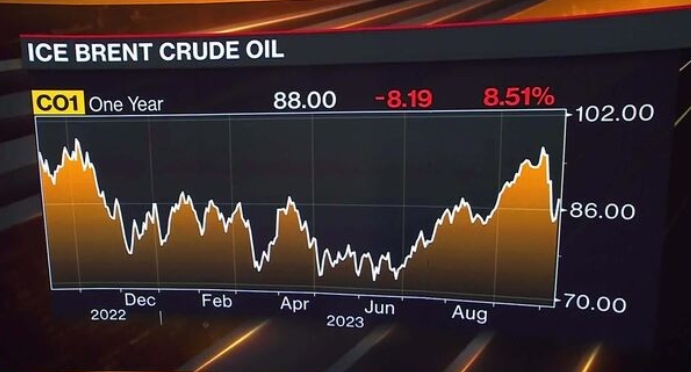 ICE BRENT CRUDE OIL
CO1 One Year 88.00 -8.19 8.51%
102.00
86.00
70.00
Dec Feb Apr Jun Aug
2022 2023